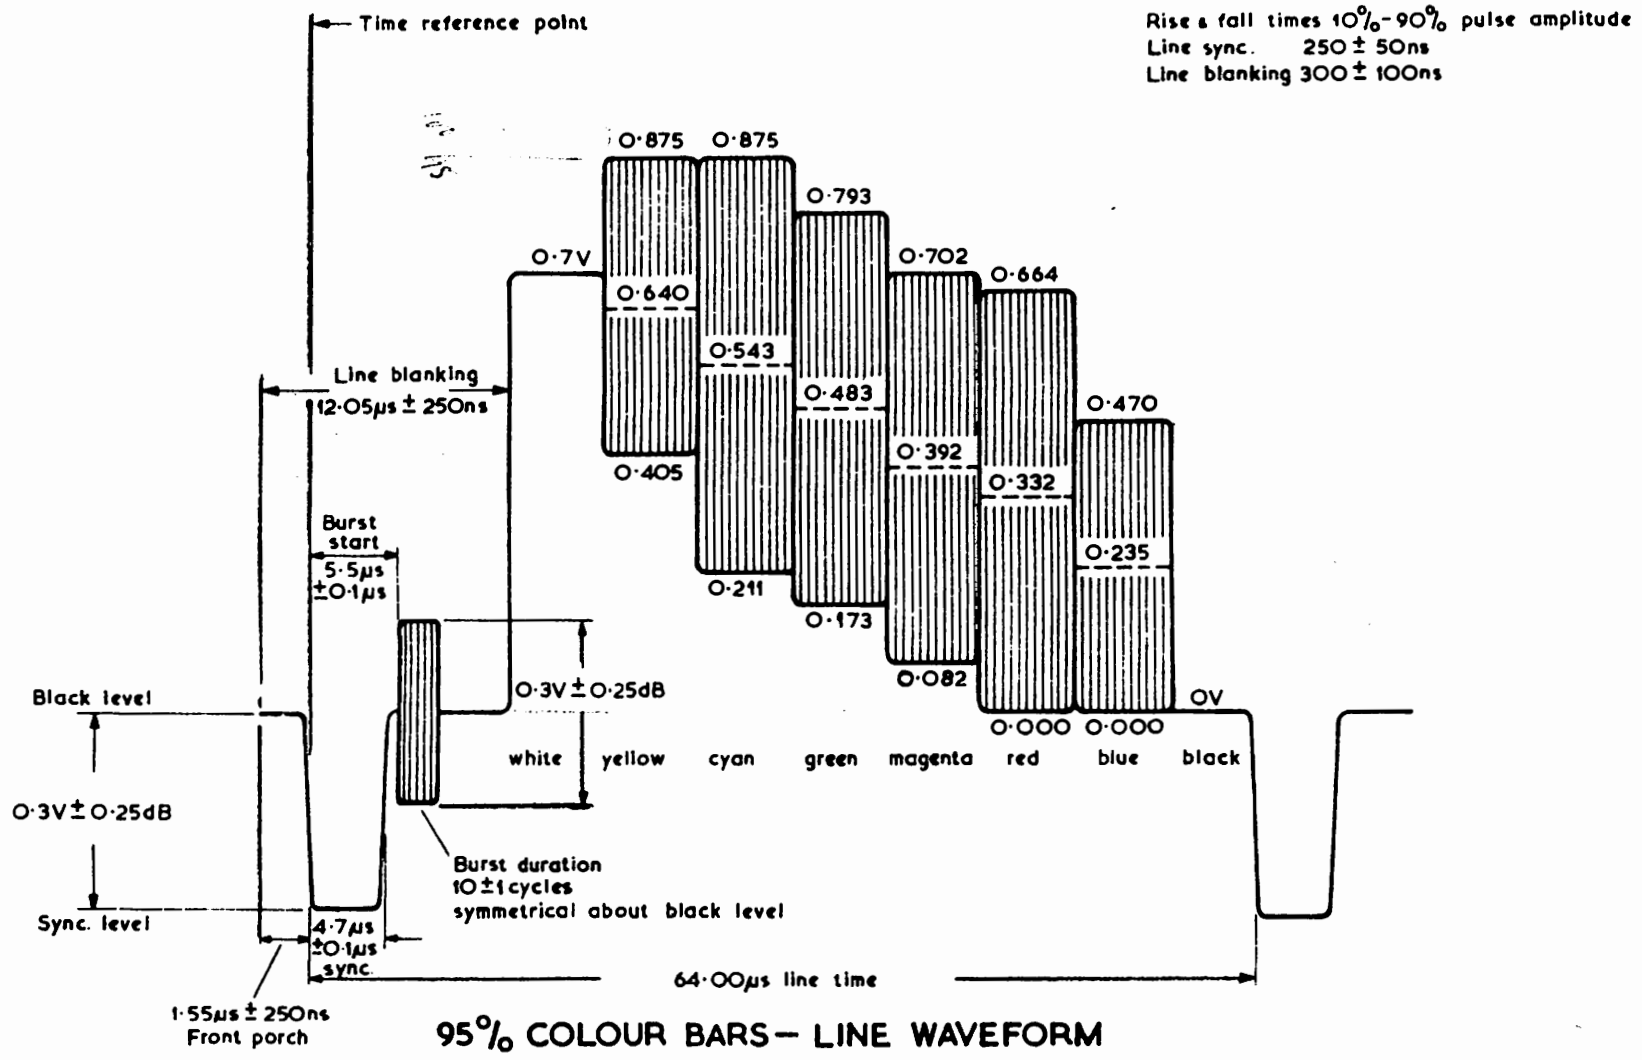 Time reference point
Rise & fall times 10%-90% pulse amplitude
Line sync. 250 ± 50ns
Line blanking 300 ± 100ns
0·875
0·875
0·793
0·7V
0·702
0·664
0·640
0·543
0·483
0·470
0·405
0·392
0·332
0·235
0·211
0·173
0·082
Line blanking
12·05µs ± 250ns
Burst
start
5·5µs
±0·1µs
0·3V ± 0·25dB
Black level
0V
0·000
0·000
white
yellow
cyan
green
magenta
red
blue
black
0·3V ± 0·25dB
Burst duration
10 ± 1 cycles
symmetrical about black level
Sync. level
4·7µs
±0·1µs
sync.
64·00µs line time
1·55µs ± 250ns
Front porch
95% COLOUR BARS — LINE WAVEFORM